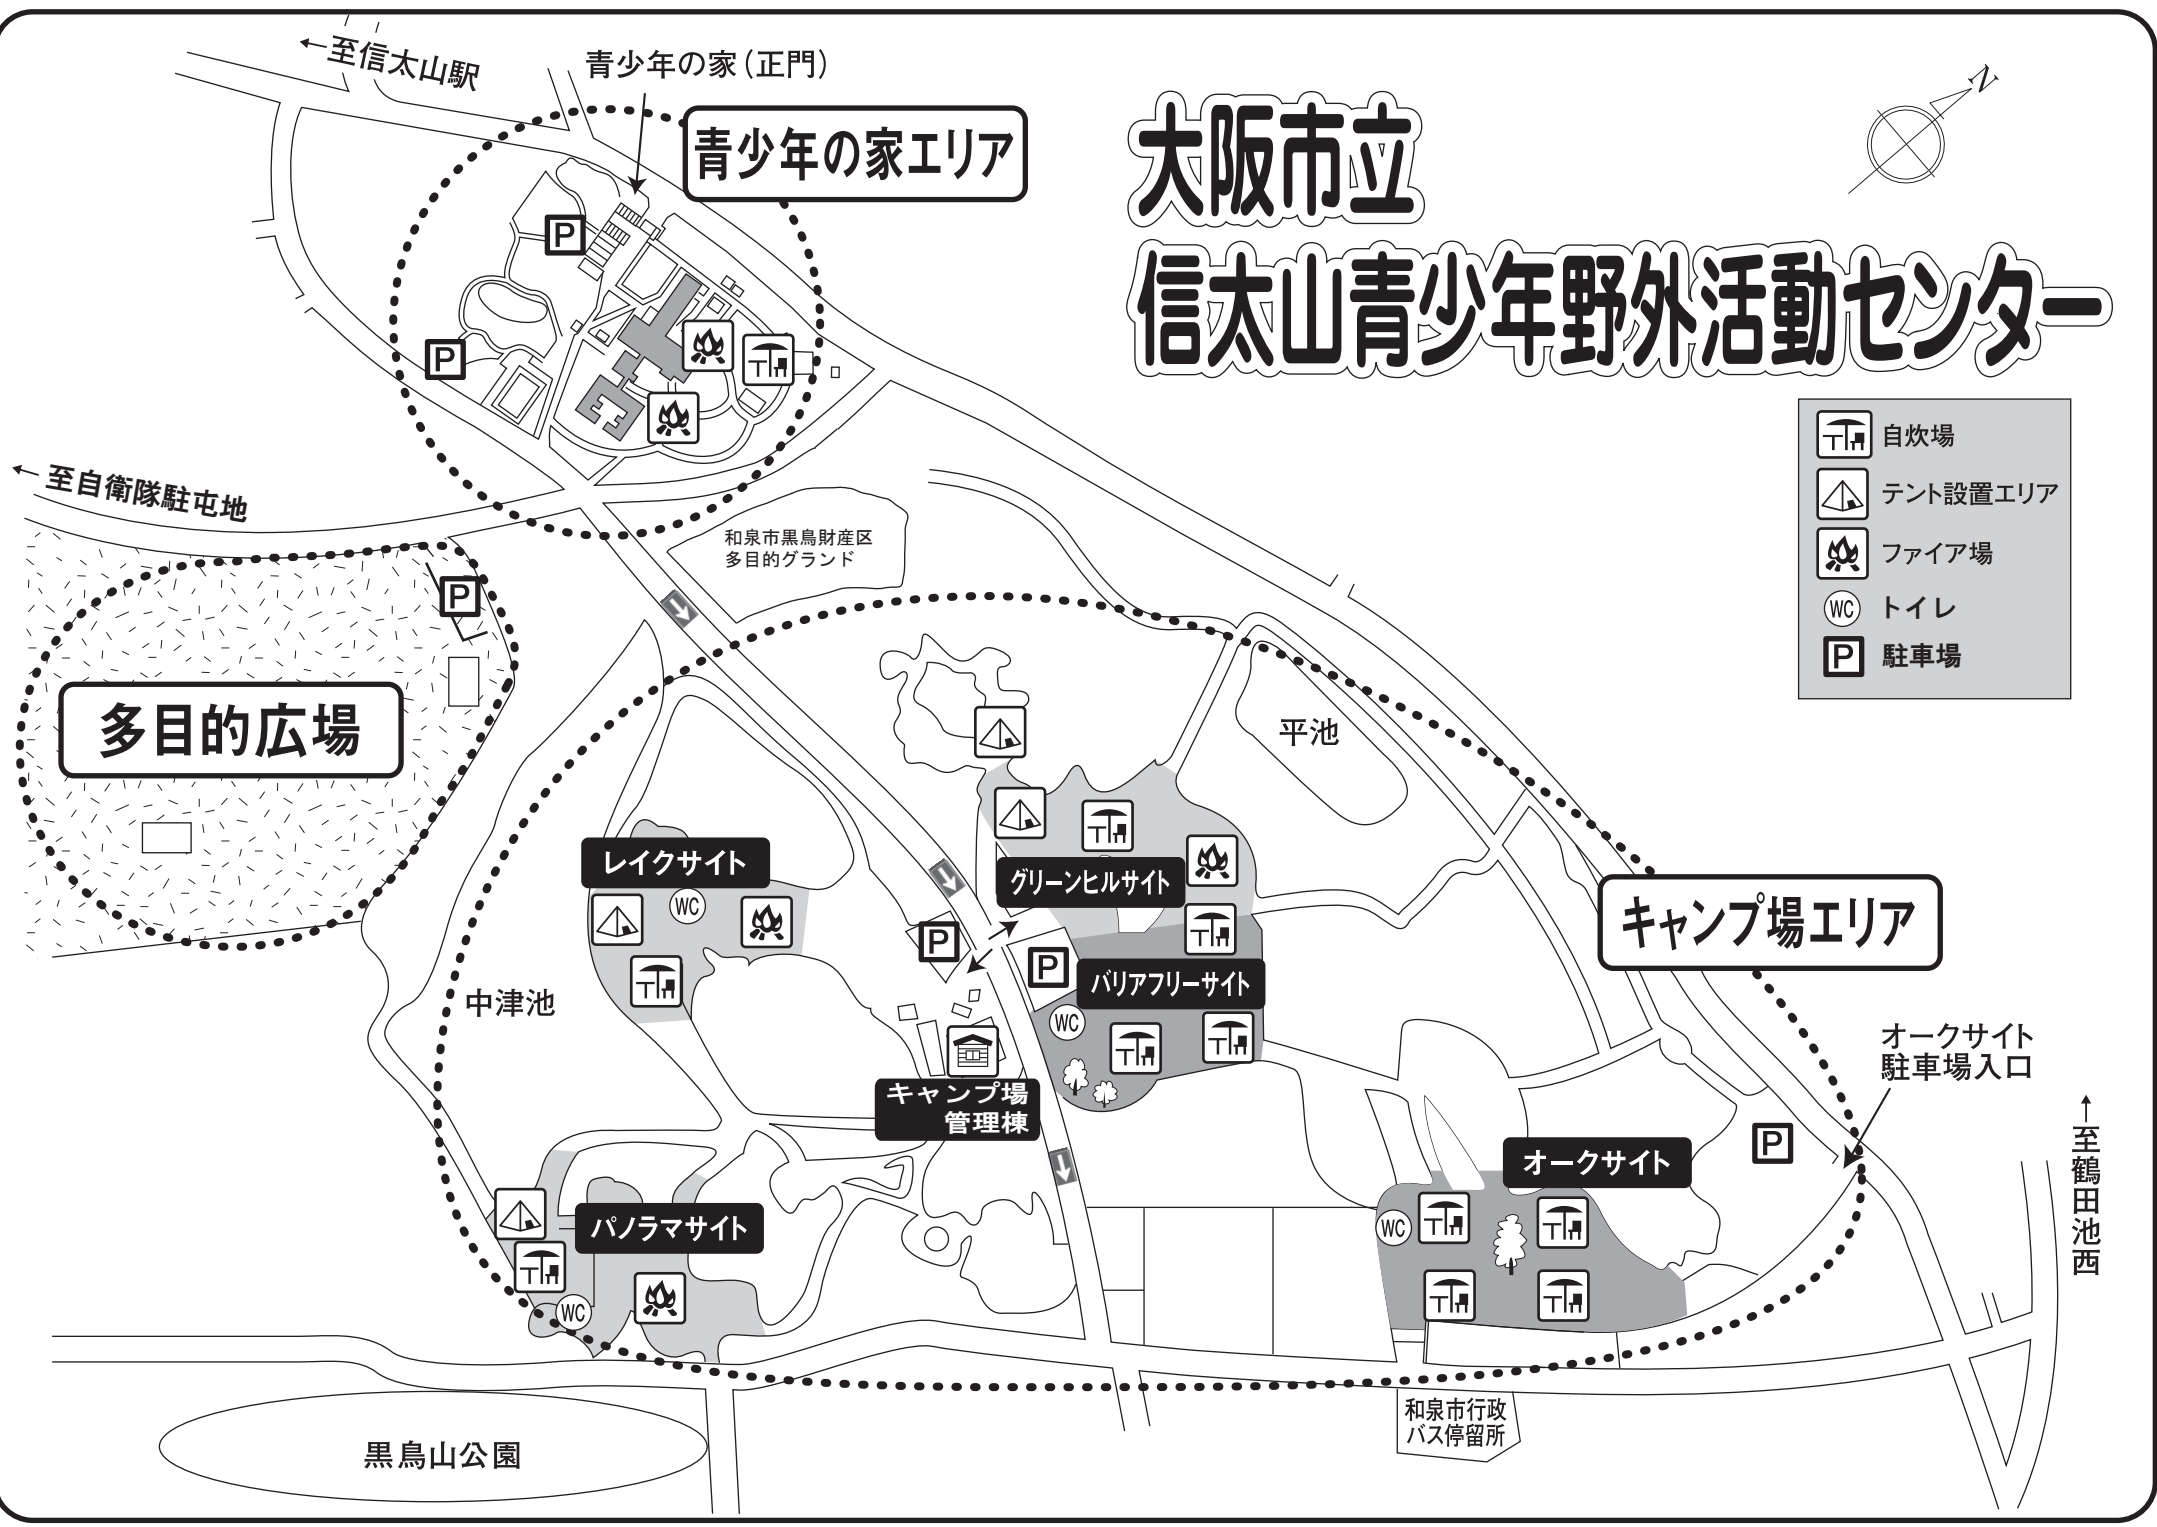 ←至信太山駅
青少年の家（正門）
青少年の家エリア
大阪市立
信太山青少年野外活動センター
N
P
P
自炊場
テント設置エリア
ファイア場
WC トイレ
P 駐車場
←至自衛隊駐屯地
和泉市黒鳥財産区
多目的グランド
P
多目的広場
平池
レイクサイト
WC
グリーンヒルサイト
キャンプ場エリア
P
P
バリアフリーサイト
中津池
WC
オークサイト
駐車場入口
キャンプ場
管理棟
P
←至鶴田池西
オークサイト
WC
パノラマサイト
WC
和泉市行政
バス停留所
黒鳥山公園